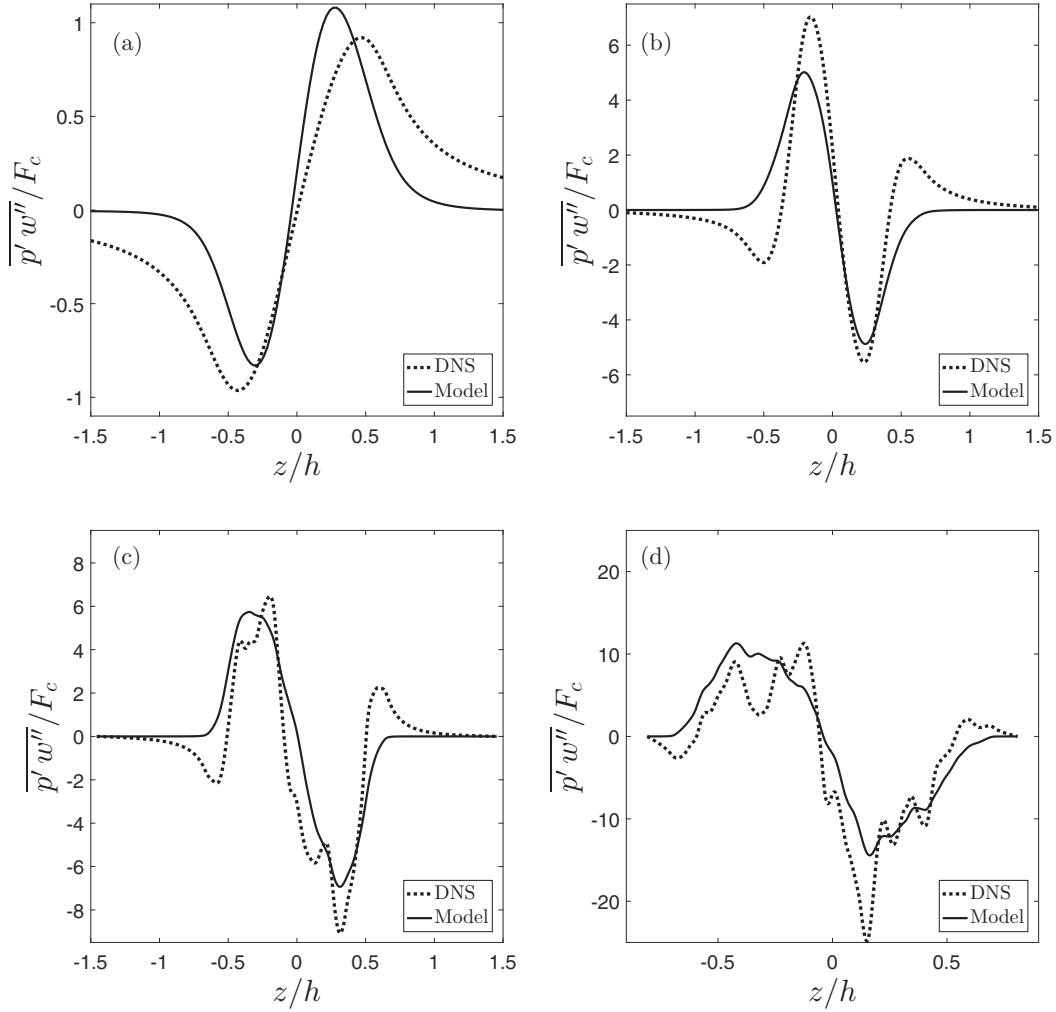 (a)
1
0.5
0
-0.5
-1
-1.5 -1 -0.5 0 0.5 1 1.5
z/h
p′ w″/F_c
DNS
Model
(b)
6
4
2
0
-2
-4
-6
-1.5 -1 -0.5 0 0.5 1 1.5
z/h
p′ w″/F_c
DNS
Model
(c)
8
6
4
2
0
-2
-4
-6
-8
-1.5 -1 -0.5 0 0.5 1 1.5
z/h
p′ w″/F_c
DNS
Model
(d)
20
10
0
-10
-20
-0.5 0 0.5
z/h
p′ w″/F_c
DNS
Model